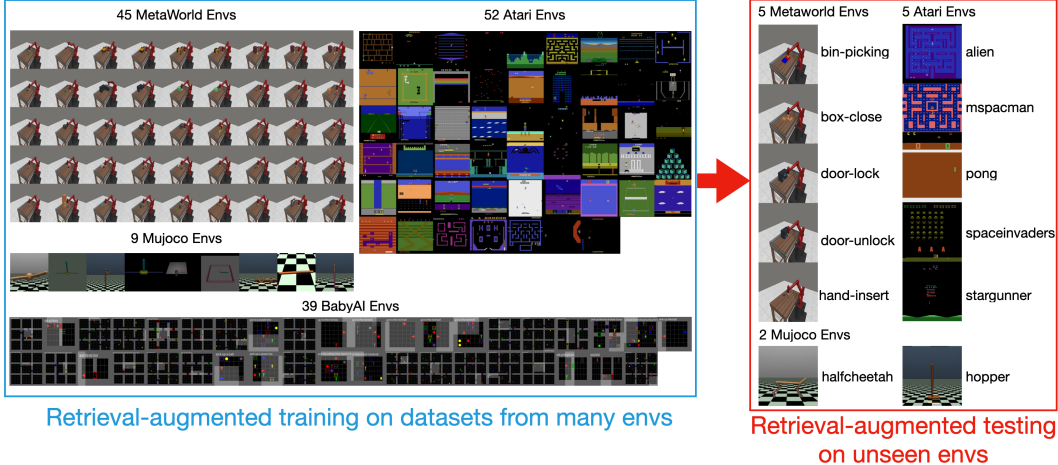 45 MetaWorld Envs
52 Atari Envs
9 Mujoco Envs
39 BabyAI Envs
Retrieval-augmented training on datasets from many envs
5 Metaworld Envs
5 Atari Envs
bin-picking
alien
box-close
mspacman
door-lock
pong
door-unlock
spaceinvaders
hand-insert
stargunner
2 Mujoco Envs
halfcheetah
hopper
Retrieval-augmented testing
on unseen envs